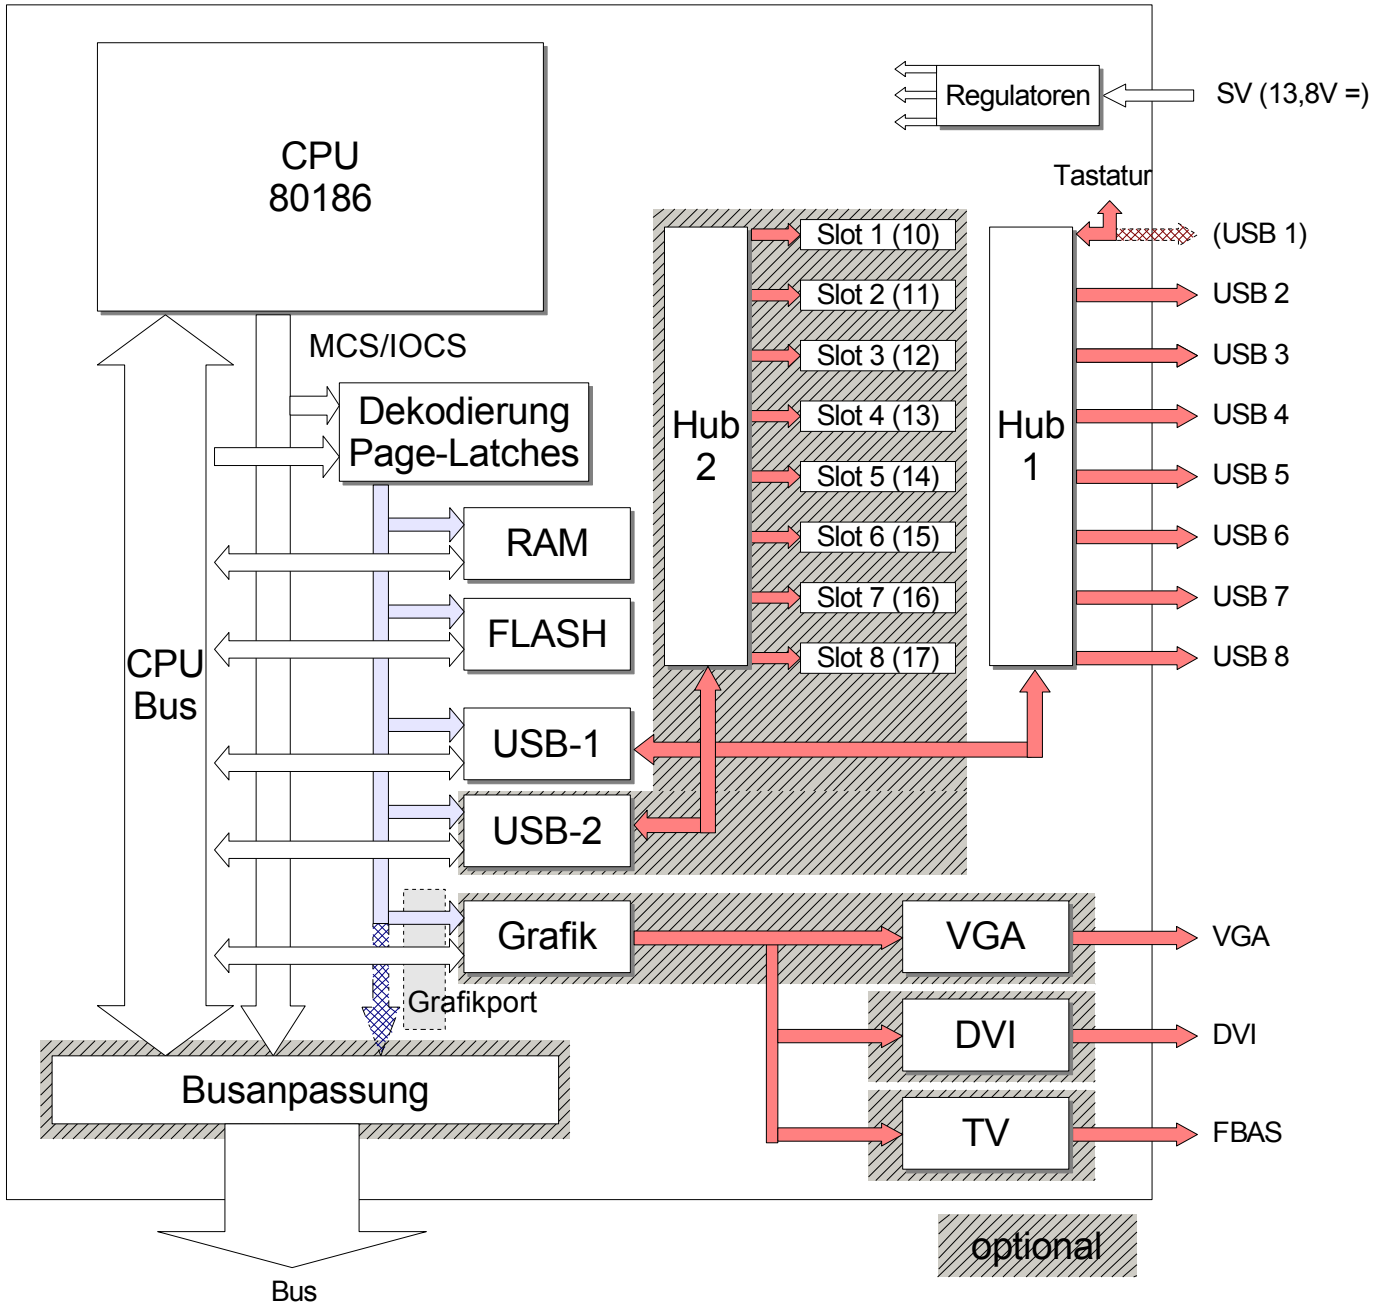 CPU
80186
Regulatoren
SV (13,8V =)
Tastatur
(USB 1)
USB 2
USB 3
USB 4
USB 5
USB 6
USB 7
USB 8
Slot 1 (10)
Slot 2 (11)
Slot 3 (12)
Slot 4 (13)
Slot 5 (14)
Slot 6 (15)
Slot 7 (16)
Slot 8 (17)
Hub
2
Hub
1
MCS/IOCS
Dekodierung
Page-Latches
RAM
FLASH
CPU
Bus
USB-1
USB-2
Grafik
VGA
VGA
Grafikport
DVI
DVI
TV
FBAS
Busanpassung
optional
Bus